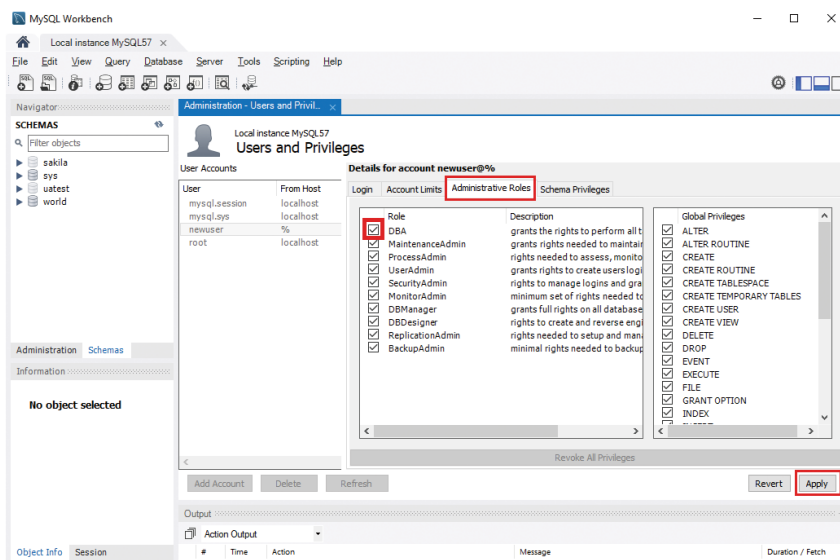 MySQL Workbench
Local instance MySQL57
File Edit View Query Database Server Tools Scripting Help
Navigator
SCHEMAS
Filter objects
sakila
sys
uatest
world
Administration Schemas
Information
No object selected
Object Info Session
Administration - Users and Privil...
Local instance MySQL57
Users and Privileges
User Accounts
User From Host
mysql.session localhost
mysql.sys localhost
newuser %
root localhost
Add Account Delete Refresh
Details for account newuser@%
Login Account Limits Administrative Roles Schema Privileges
Role Description
DBA grants the rights to perform all t
MaintenanceAdmin grants rights needed to maintain
ProcessAdmin rights needed to assess, monito
UserAdmin grants rights to create users logi
SecurityAdmin rights to manage logins and gra
MonitorAdmin minimum set of rights needed to
DBManager grants full rights on all database
DBDesigner rights to create and reverse engi
ReplicationAdmin rights needed to setup and man
BackupAdmin minimal rights needed to backup
Global Privileges
ALTER
ALTER ROUTINE
CREATE
CREATE ROUTINE
CREATE TABLESPACE
CREATE TEMPORARY TABLES
CREATE USER
CREATE VIEW
DELETE
DROP
EVENT
EXECUTE
FILE
GRANT OPTION
INDEX
Revoke All Privileges
Revert Apply
Output
Action Output
# Time Action Message Duration / Fetch